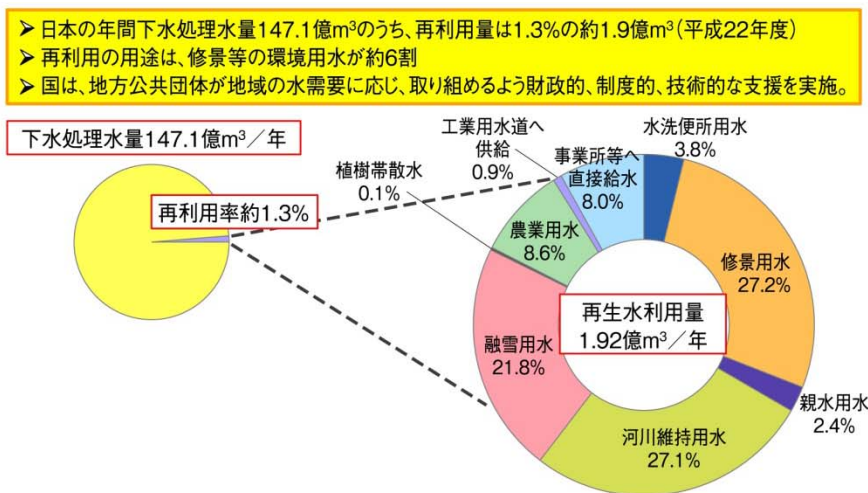 ➤ 日本の年間下水処理水量147.1億m³のうち、再利用量は1.3%の約1.9億m³(平成22年度)
➤ 再利用の用途は、修景等の環境用水が約6割
➤ 国は、地方公共団体が地域の水需要に応じ、取り組めるよう財政的、制度的、技術的な支援を実施。
下水処理水量147.1億m³／年
再利用率約1.3%
植樹帯散水
0.1%
工業用水道へ
供給
0.9%
事業所等へ
直接給水
8.0%
水洗便所用水
3.8%
農業用水
8.6%
修景用水
27.2%
再生水利用量
1.92億m³／年
融雪用水
21.8%
親水用水
2.4%
河川維持用水
27.1%